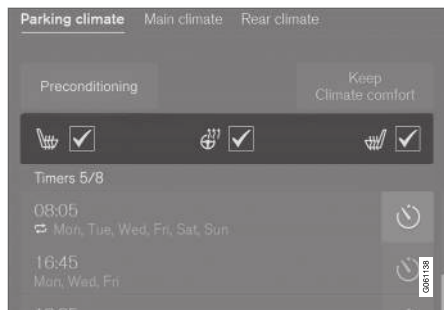 Parking climate Main climate Rear climate
Preconditioning
Keep
Climate comfort
Timers 5/8
08:05
Mon, Tue, Wed, Fri, Sat, Sun
16:45
Mon, Wed, Fri
G061138